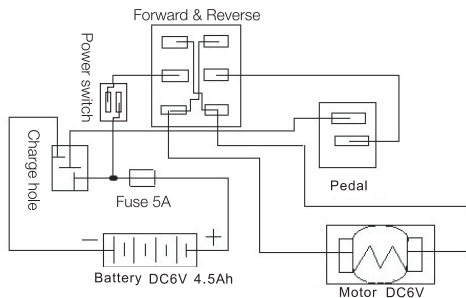 Forward & Reverse
Power switch
Charge hole
Fuse 5A
Pedal
− +
Battery DC6V 4.5Ah
Motor DC6V